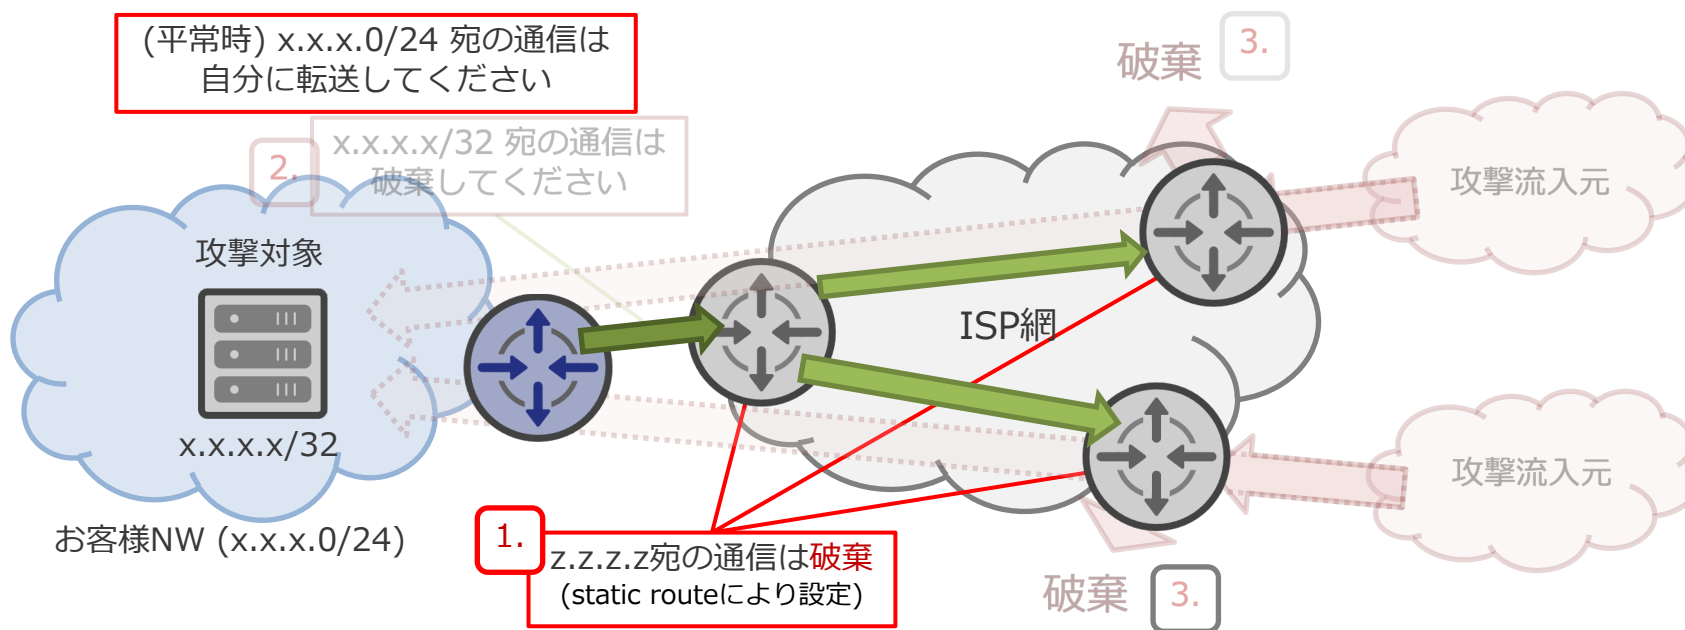 (平常時) x.x.x.0/24 宛の通信は
自分に転送してください
破棄
3.
2.
x.x.x.x/32 宛の通信は
破棄してください
攻撃流入元
攻撃対象
ISP網
x.x.x.x/32
攻撃流入元
お客様NW (x.x.x.0/24)
1.
z.z.z.z宛の通信は破棄
(static routeにより設定)
破棄
3.